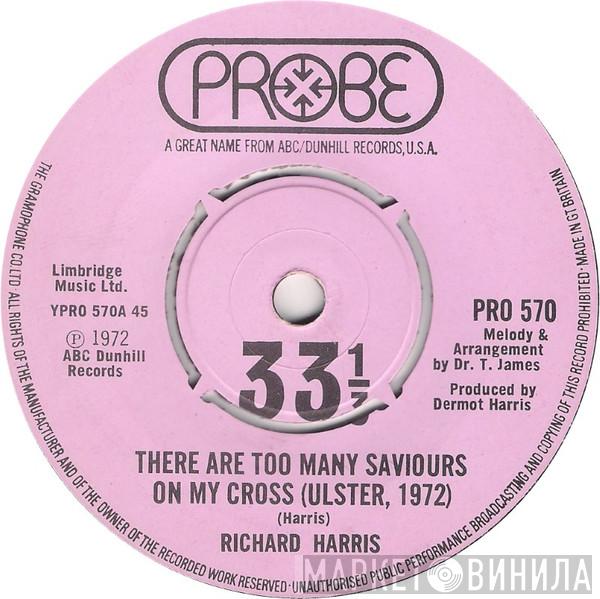 PROBE
A GREAT NAME FROM ABC/DUNHILL RECORDS, U.S.A.
Limbridge
Music Ltd.
YPRO 570A 45
Ⓟ 1972
ABC Dunhill
Records
PRO 570
Melody &
Arrangement
by Dr. T. James
Produced by
Dermot Harris
33 1/3
THERE ARE TOO MANY SAVIOURS
ON MY CROSS (ULSTER, 1972)
(Harris)
RICHARD HARRIS
THE GRAMOPHONE CO. LTD · ALL RIGHTS OF THE MANUFACTURER AND OF THE OWNER OF THE RECORDED WORK RESERVED · UNAUTHORISED PUBLIC PERFORMANCE BROADCASTING AND COPYING OF THIS RECORD PROHIBITED · MADE IN GT BRITAIN
МАРКЕТ ВИНИЛА